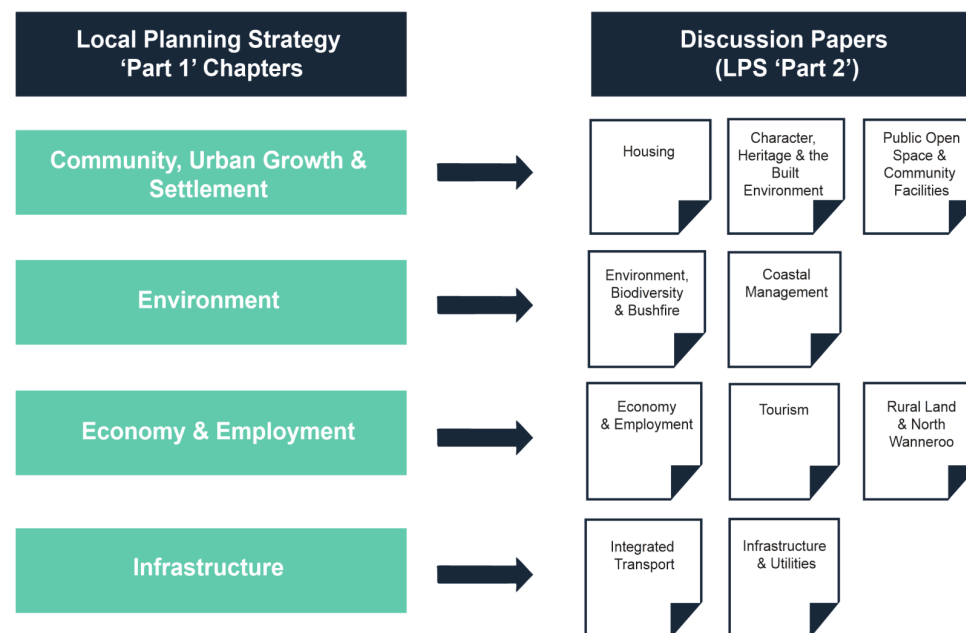 Local Planning Strategy
‘Part 1’ Chapters
Discussion Papers
(LPS ‘Part 2’)
Community, Urban Growth &
Settlement
Housing
Character,
Heritage & the
Built
Environment
Public Open
Space &
Community
Facilities
Environment
Environment,
Biodiversity
& Bushfire
Coastal
Management
Economy & Employment
Economy
& Employment
Tourism
Rural Land
& North
Wanneroo
Infrastructure
Integrated
Transport
Infrastructure
& Utilities